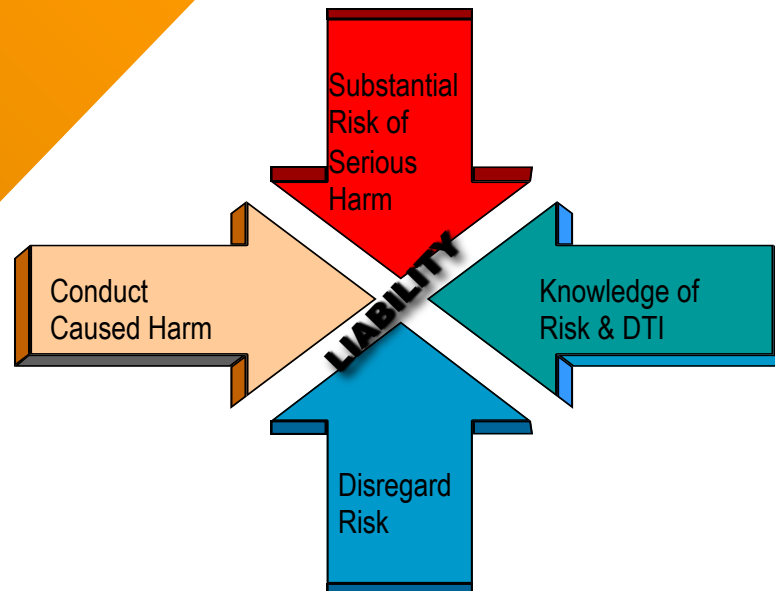 Substantial
Risk of
Serious
Harm
Conduct
Caused Harm
LIABILITY
Knowledge of
Risk & DTI
Disregard
Risk